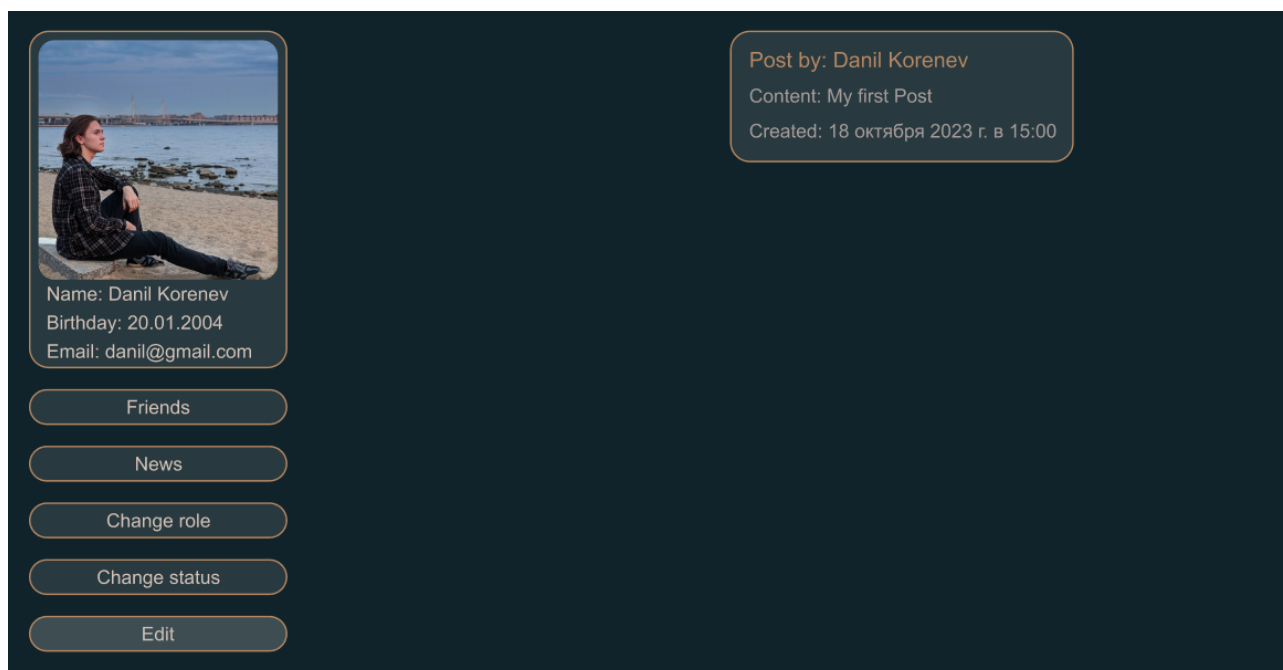 Name: Danil Korenev
Birthday: 20.01.2004
Email: danil@gmail.com
Friends
News
Change role
Change status
Edit
Post by: Danil Korenev
Content: My first Post
Created: 18 октября 2023 г. в 15:00